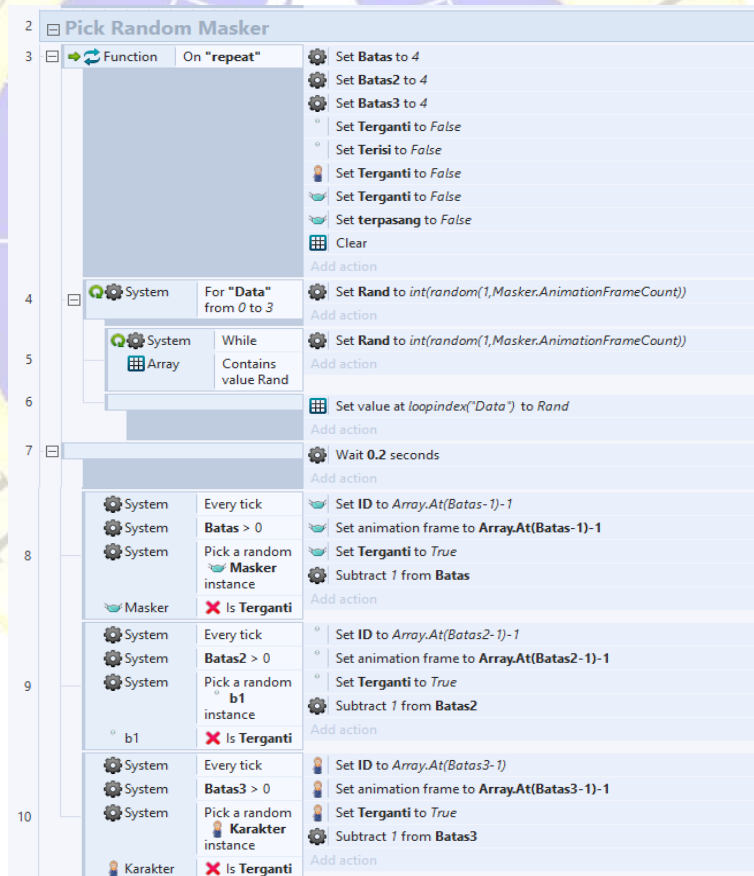 2 Pick Random Masker
3 Function On "repeat" Set Batas to 4
Set Batas2 to 4
Set Batas3 to 4
Set Terganti to False
Set Terisi to False
Set Terganti to False
Set Terganti to False
Set terpasang to False
Clear
Add action
4 System For "Data" from 0 to 3 Set Rand to int(random(1,Masker.AnimationFrameCount))
Add action
5 System While Set Rand to int(random(1,Masker.AnimationFrameCount))
Array Contains value Rand Add action
6 Set value at loopindex("Data") to Rand
Add action
7 Wait 0.2 seconds
Add action
8 System Every tick Set ID to Array.At(Batas-1)-1
System Batas > 0 Set animation frame to Array.At(Batas-1)-1
System Pick a random Masker instance Set Terganti to True
Subtract 1 from Batas
Masker Is Terganti Add action
9 System Every tick Set ID to Array.At(Batas2-1)-1
System Batas2 > 0 Set animation frame to Array.At(Batas2-1)-1
System Pick a random b1 instance Set Terganti to True
Subtract 1 from Batas2
b1 Is Terganti Add action
10 System Every tick Set ID to Array.At(Batas3-1)
System Batas3 > 0 Set animation frame to Array.At(Batas3-1)-1
System Pick a random Karakter instance Set Terganti to True
Subtract 1 from Batas3
Karakter Is Terganti Add action